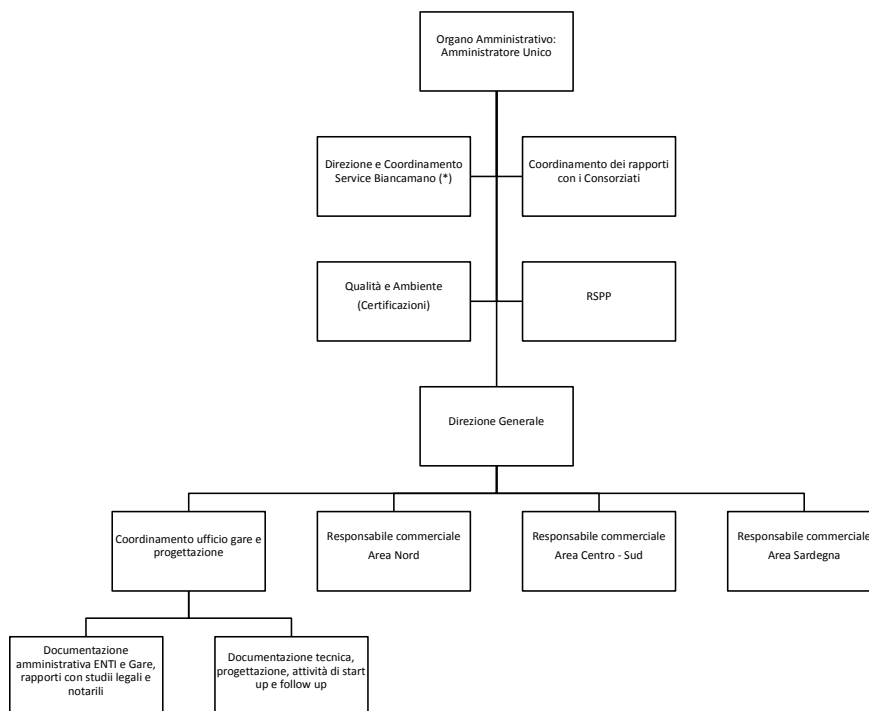 Organo Amministrativo:
Amministratore Unico
Direzione e Coordinamento
Service Biancamano (*)
Coordinamento dei rapporti
con i Consorziati
Qualità e Ambiente
(Certificazioni)
RSPP
Direzione Generale
Coordinamento ufficio gare e
progettazione
Responsabile commerciale
Area Nord
Responsabile commerciale
Area Centro - Sud
Responsabile commerciale
Area Sardegna
Documentazione
amministrativa ENTI e Gare,
rapporti con studii legali e
notarili
Documentazione tecnica,
progettazione, attività di start
up e follow up